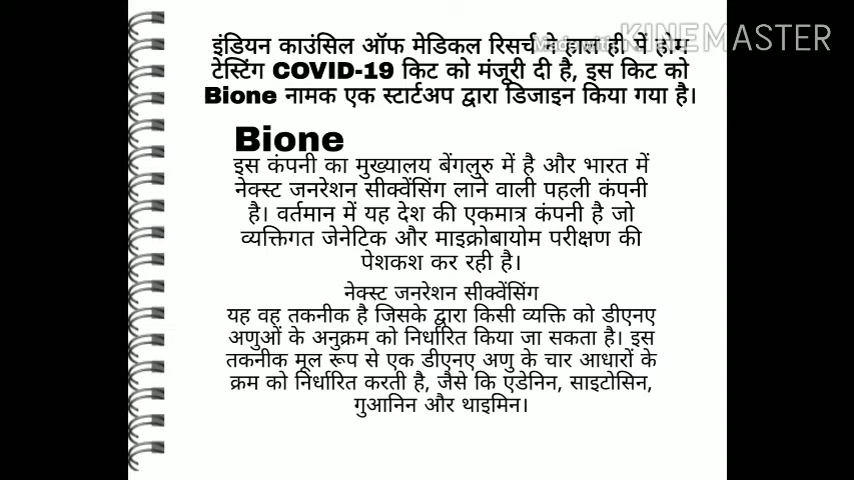 Made with KINEMASTER
इंडियन काउंसिल ऑफ मेडिकल रिसर्च ने हाल ही में होम
टेस्टिंग COVID-19 किट को मंजूरी दी है, इस किट को
Bione नामक एक स्टार्टअप द्वारा डिजाइन किया गया है।
Bione
इस कंपनी का मुख्यालय बेंगलुरु में है और भारत में
नेक्स्ट जनरेशन सीक्वेंसिंग लाने वाली पहली कंपनी
है। वर्तमान में यह देश की एकमात्र कंपनी है जो
व्यक्तिगत जेनेटिक और माइक्रोबायोम परीक्षण की
पेशकश कर रही है।
नेक्स्ट जनरेशन सीक्वेंसिंग
यह वह तकनीक है जिसके द्वारा किसी व्यक्ति को डीएनए
अणुओं के अनुक्रम को निर्धारित किया जा सकता है। इस
तकनीक मूल रूप से एक डीएनए अणु के चार आधारों के
क्रम को निर्धारित करती है, जैसे कि एडेनिन, साइटोसिन,
गुआनिन और थाइमिन।